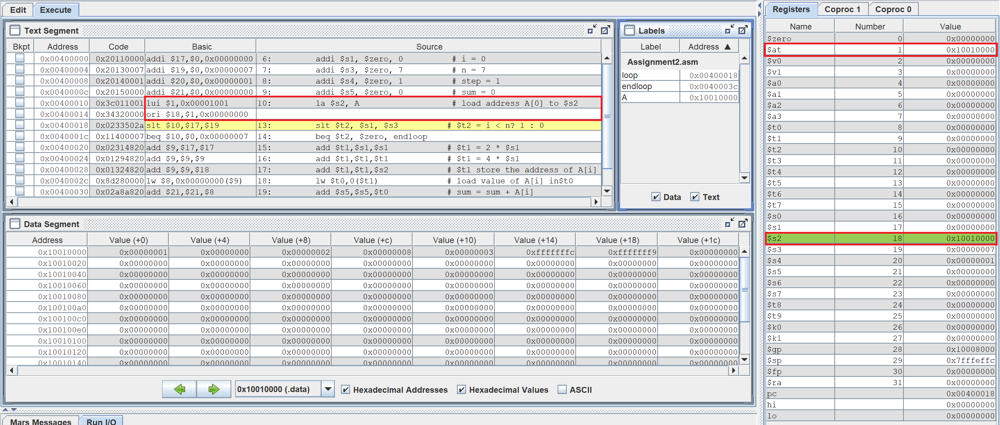 Edit Execute
Text Segment
Bkpt Address Code Basic Source
0x00400000 0x20110000 addi $17,$0,0x00000000 6: addi $s1, $zero, 0 # i = 0
0x00400004 0x20130007 addi $19,$0,0x00000007 7: addi $s3, $zero, 7 # n = 7
0x00400008 0x20140001 addi $20,$0,0x00000001 8: addi $s4, $zero, 1 # step = 1
0x0040000c 0x20150000 addi $21,$0,0x00000000 9: addi $s5, $zero, 0 # sum = 0
0x00400010 0x3c011001 lui $1,0x00001001 10: la $s2, A # load address A[0] to $s2
0x00400014 0x34320000 ori $18,$1,0x00000000
0x00400018 0x0233502a slt $10,$17,$19 13: slt $t2, $s1, $s3 # $t2 = i < n? 1 : 0
0x0040001c 0x11400007 beq $10,$0,0x00000007 14: beq $t2, $zero, endloop
0x00400020 0x02314820 add $9,$17,$17 15: add $t1,$s1,$s1 # $t1 = 2 * $s1
0x00400024 0x01294820 add $9,$9,$9 16: add $t1,$t1,$t1 # $t1 = 4 * $s1
0x00400028 0x01324820 add $9,$9,$18 17: add $t1,$t1,$s2 # $t1 store the address of A[i]
0x0040002c 0x8d280000 lw $8,0x00000000($9) 18: lw $t0,0($t1) # load value of A[i] in$t0
0x00400030 0x02a8a820 add $21,$21,$8 19: add $s5,$s5,$t0 # sum = sum + A[i]
Labels
Label Address ▲
Assignment2.asm
loop 0x00400018
endloop 0x0040003c
A 0x10010000
Data Text
Data Segment
Address Value (+0) Value (+4) Value (+8) Value (+c) Value (+10) Value (+14) Value (+18) Value (+1c)
0x10010000 0x00000001 0x00000000 0x00000002 0x00000008 0x00000003 0xfffffffc 0xfffffff9 0x00000000
0x10010020 0x00000000 0x00000000 0x00000000 0x00000000 0x00000000 0x00000000 0x00000000 0x00000000
0x10010040 0x00000000 0x00000000 0x00000000 0x00000000 0x00000000 0x00000000 0x00000000 0x00000000
0x10010060 0x00000000 0x00000000 0x00000000 0x00000000 0x00000000 0x00000000 0x00000000 0x00000000
0x10010080 0x00000000 0x00000000 0x00000000 0x00000000 0x00000000 0x00000000 0x00000000 0x00000000
0x100100a0 0x00000000 0x00000000 0x00000000 0x00000000 0x00000000 0x00000000 0x00000000 0x00000000
0x100100c0 0x00000000 0x00000000 0x00000000 0x00000000 0x00000000 0x00000000 0x00000000 0x00000000
0x100100e0 0x00000000 0x00000000 0x00000000 0x00000000 0x00000000 0x00000000 0x00000000 0x00000000
0x10010100 0x00000000 0x00000000 0x00000000 0x00000000 0x00000000 0x00000000 0x00000000 0x00000000
0x10010120 0x00000000 0x00000000 0x00000000 0x00000000 0x00000000 0x00000000 0x00000000 0x00000000
0x10010140 0x00000000 0x00000000 0x00000000 0x00000000 0x00000000 0x00000000 0x00000000 0x00000000
0x10010000 (.data) Hexadecimal Addresses Hexadecimal Values ASCII
Mars Messages Run I/O
Registers Coproc 1 Coproc 0
Name Number Value
$zero 0 0x00000000
$at 1 0x10010000
$v0 2 0x00000000
$v1 3 0x00000000
$a0 4 0x00000000
$a1 5 0x00000000
$a2 6 0x00000000
$a3 7 0x00000000
$t0 8 0x00000000
$t1 9 0x00000000
$t2 10 0x00000000
$t3 11 0x00000000
$t4 12 0x00000000
$t5 13 0x00000000
$t6 14 0x00000000
$t7 15 0x00000000
$s0 16 0x00000000
$s1 17 0x00000000
$s2 18 0x10010000
$s3 19 0x00000007
$s4 20 0x00000001
$s5 21 0x00000000
$s6 22 0x00000000
$s7 23 0x00000000
$t8 24 0x00000000
$t9 25 0x00000000
$k0 26 0x00000000
$k1 27 0x00000000
$gp 28 0x10008000
$sp 29 0x7fffeffc
$fp 30 0x00000000
$ra 31 0x00000000
pc 0x00400018
hi 0x00000000
lo 0x00000000